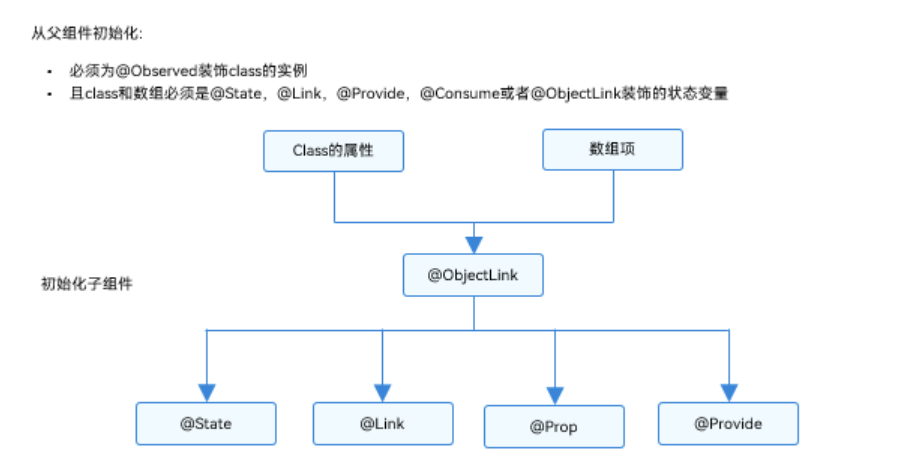 从父组件初始化:
• 必须为@Observed装饰class的实例
• 且class和数组必须是@State，@Link，@Provide，@Consume或者@ObjectLink装饰的状态变量
Class的属性
数组项
@ObjectLink
初始化子组件
@State
@Link
@Prop
@Provide